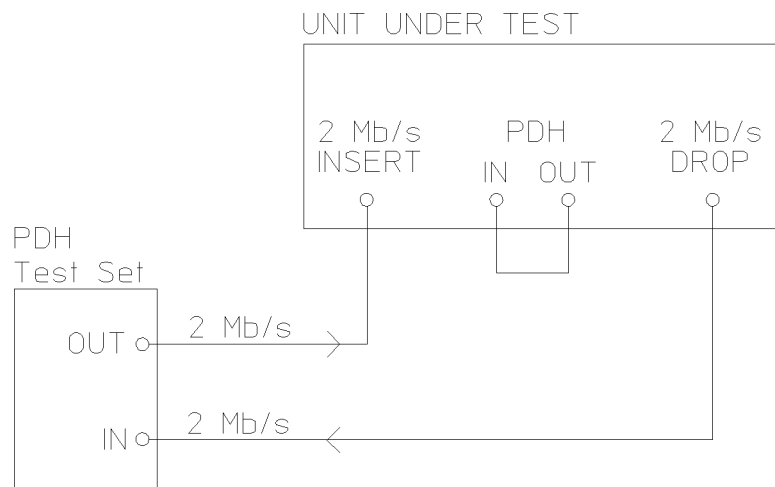 UNIT UNDER TEST
2 Mb/s
INSERT
PDH
IN OUT
2 Mb/s
DROP
PDH
Test Set
OUT
2 Mb/s
IN
2 Mb/s